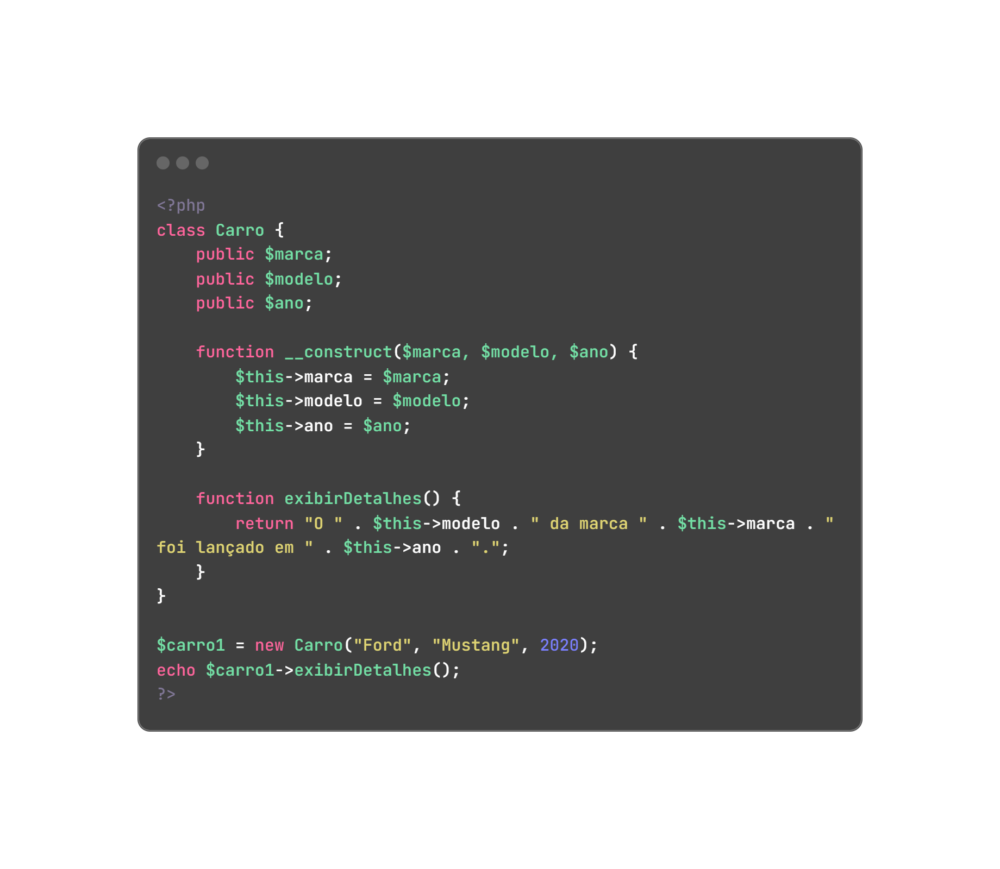 <?php
class Carro {
    public $marca;
    public $modelo;
    public $ano;

    function __construct($marca, $modelo, $ano) {
        $this->marca = $marca;
        $this->modelo = $modelo;
        $this->ano = $ano;
    }

    function exibirDetalhes() {
        return "O " . $this->modelo . " da marca " . $this->marca . "
foi lançado em " . $this->ano . ".";
    }
}

$carro1 = new Carro("Ford", "Mustang", 2020);
echo $carro1->exibirDetalhes();
?>